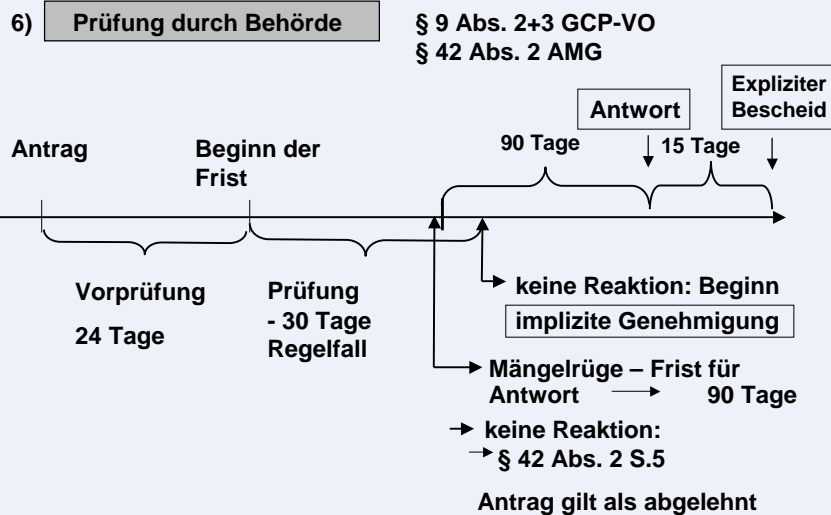 6) Prüfung durch Behörde § 9 Abs. 2+3 GCP-VO
§ 42 Abs. 2 AMG
Expliziter
Bescheid
Antwort
Antrag
Beginn der
Frist
90 Tage
15 Tage
Vorprüfung
24 Tage
Prüfung
- 30 Tage
Regelfall
keine Reaktion: Beginn
implizite Genehmigung
Mängelrüge – Frist für
Antwort 90 Tage
keine Reaktion:
§ 42 Abs. 2 S.5
Antrag gilt als abgelehnt